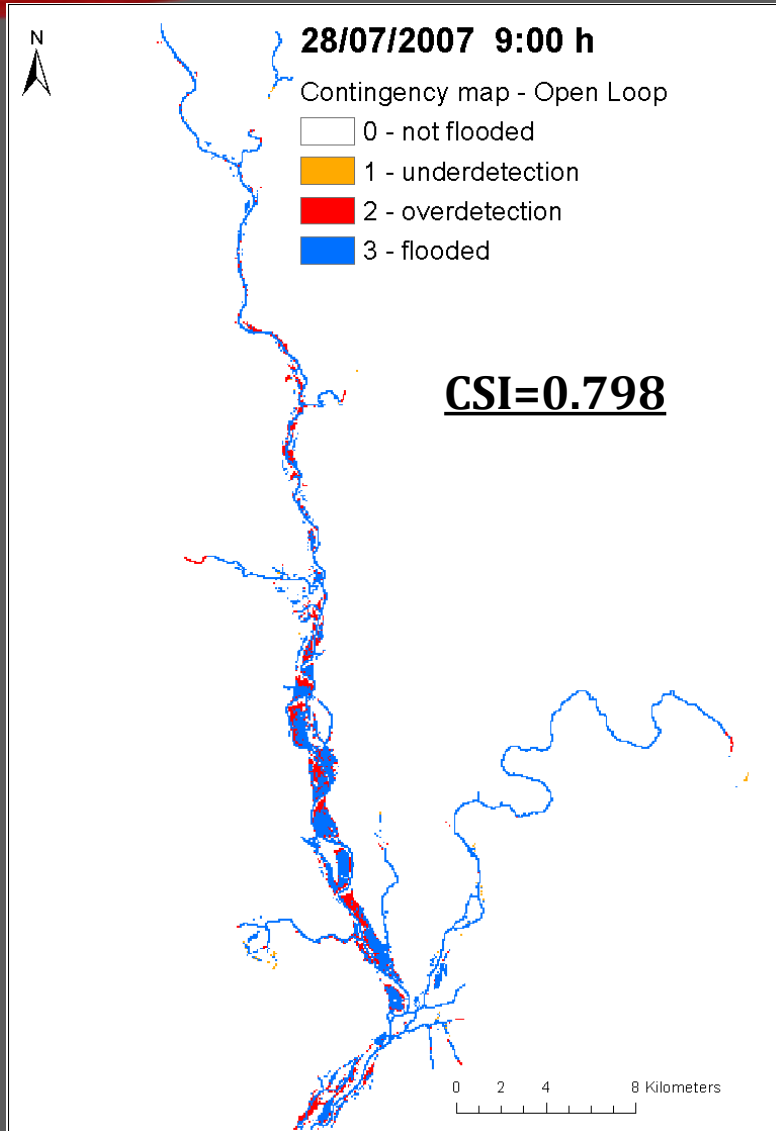 N
28/07/2007 9:00 h
Contingency map - Open Loop
0 - not flooded
1 - underdetection
2 - overdetection
3 - flooded
CSI=0.798
0 2 4 8 Kilometers